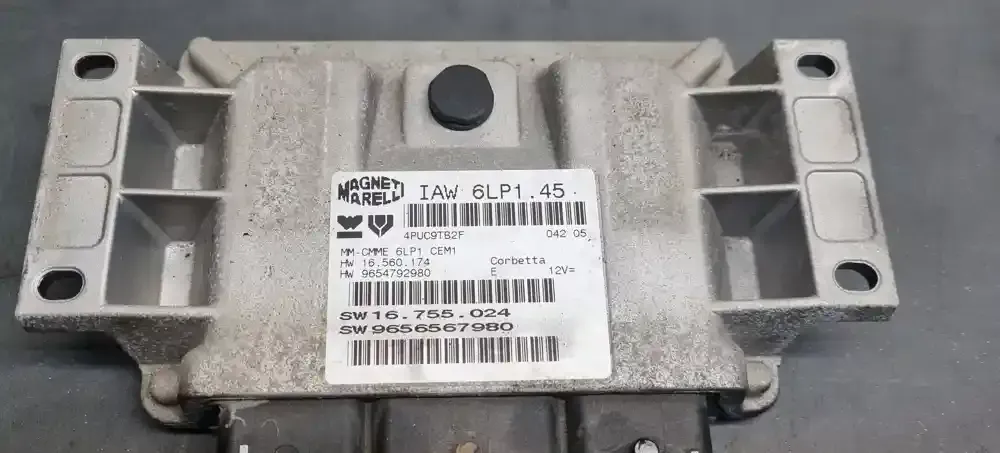 MAGNETI
MARELLI
IAW 6LP1.45
4PUC9TB2F 042 05
MM-CMME 6LP1 CEM1
HW 16.560.174 Corbetta
HW 9654792980 E 12V=
SW16.755.024
SW9656567980